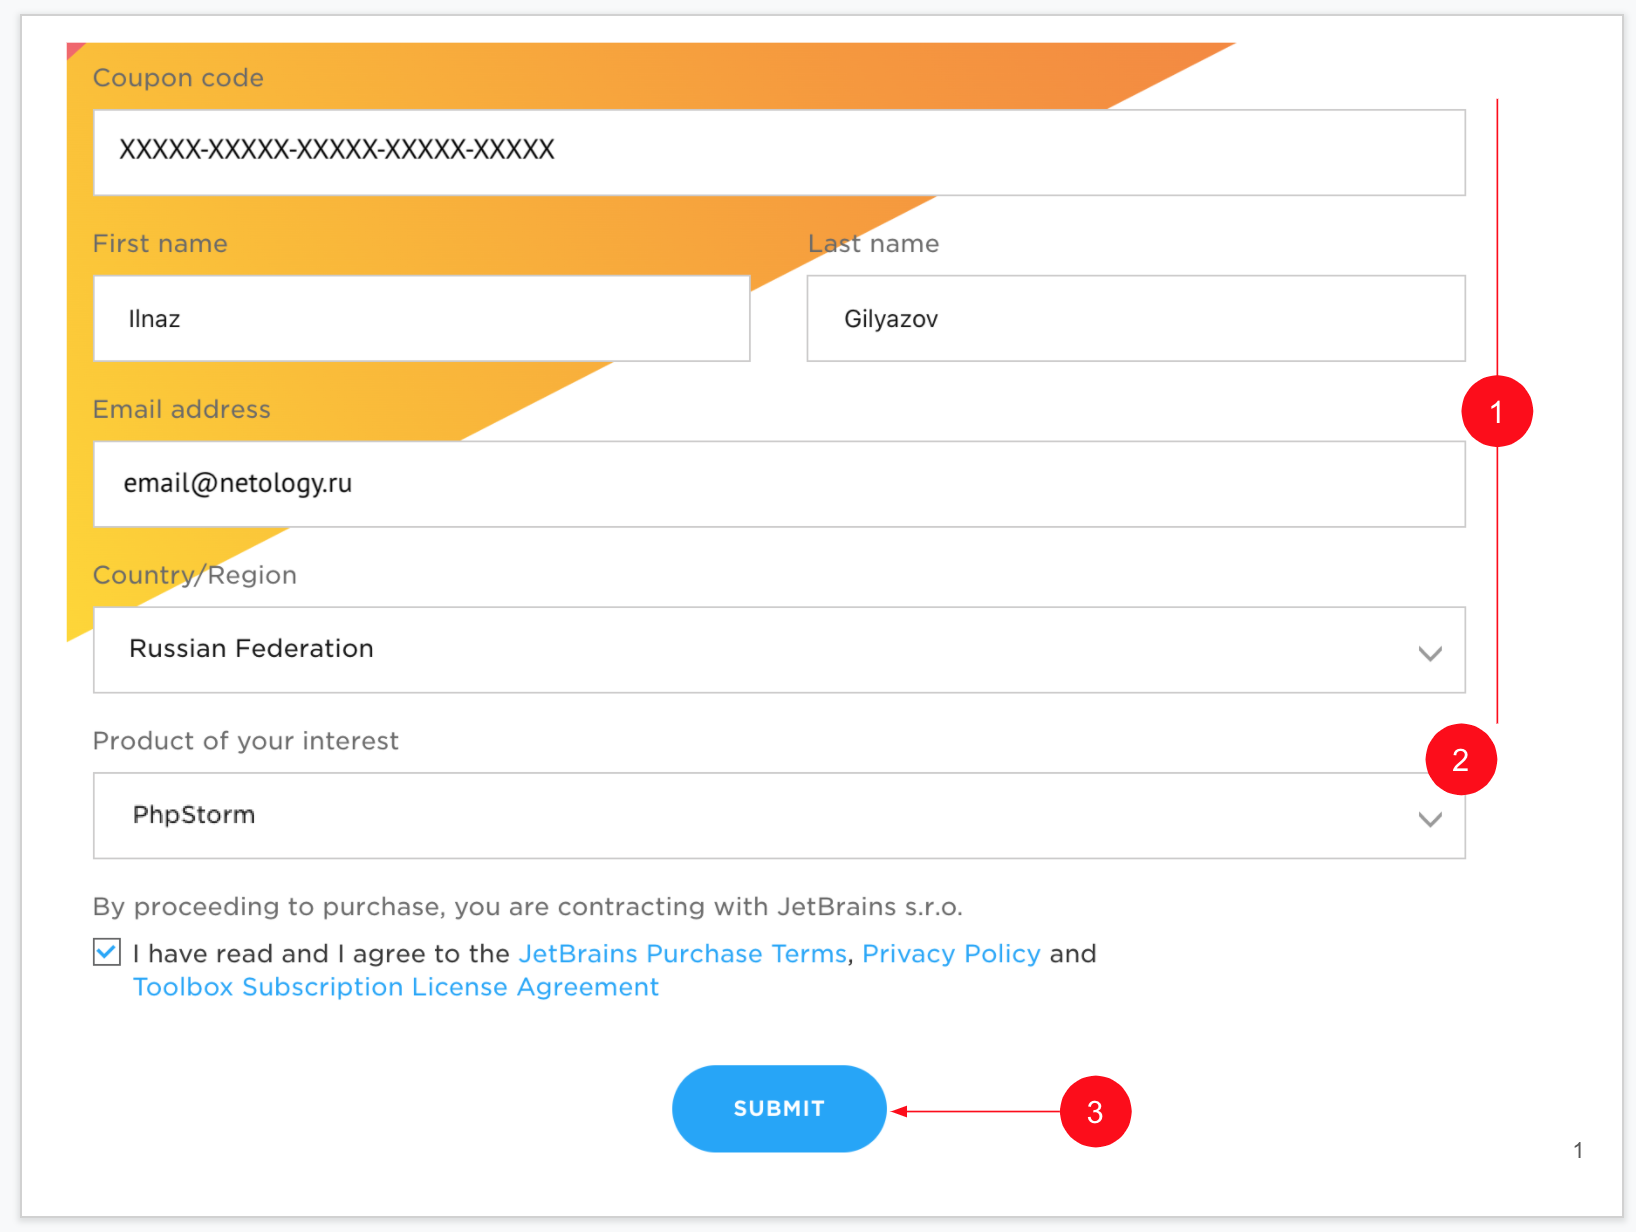 Coupon code
XXXXX-XXXXX-XXXXX-XXXXX-XXXXX
First name
Last name
Ilnaz
Gilyazov
1
Email address
email@netology.ru
Country/Region
Russian Federation
2
Product of your interest
PhpStorm
By proceeding to purchase, you are contracting with JetBrains s.r.o.
I have read and I agree to the JetBrains Purchase Terms, Privacy Policy and
Toolbox Subscription License Agreement
SUBMIT
3
1